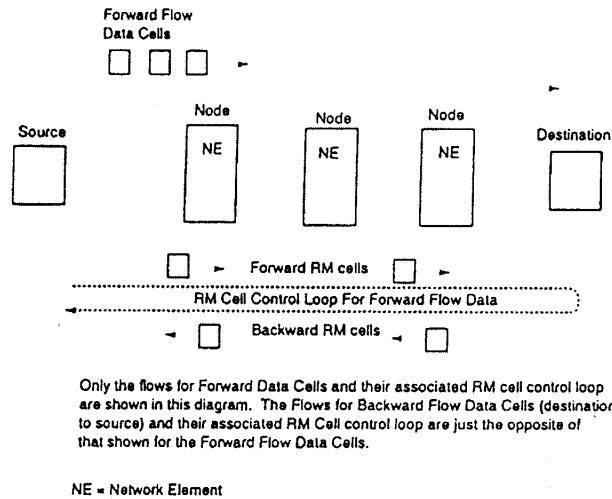 Forward Flow
Data Cells
Source
Node
NE
Node
NE
Node
NE
Destination
Forward RM cells
RM Cell Control Loop For Forward Flow Data
Backward RM cells
Only the flows for Forward Data Cells and their associated RM cell control loop
are shown in this diagram. The Flows for Backward Flow Data Cells (destination
to source) and their associated RM Cell control loop are just the opposite of
that shown for the Forward Flow Data Cells.
NE = Network Element